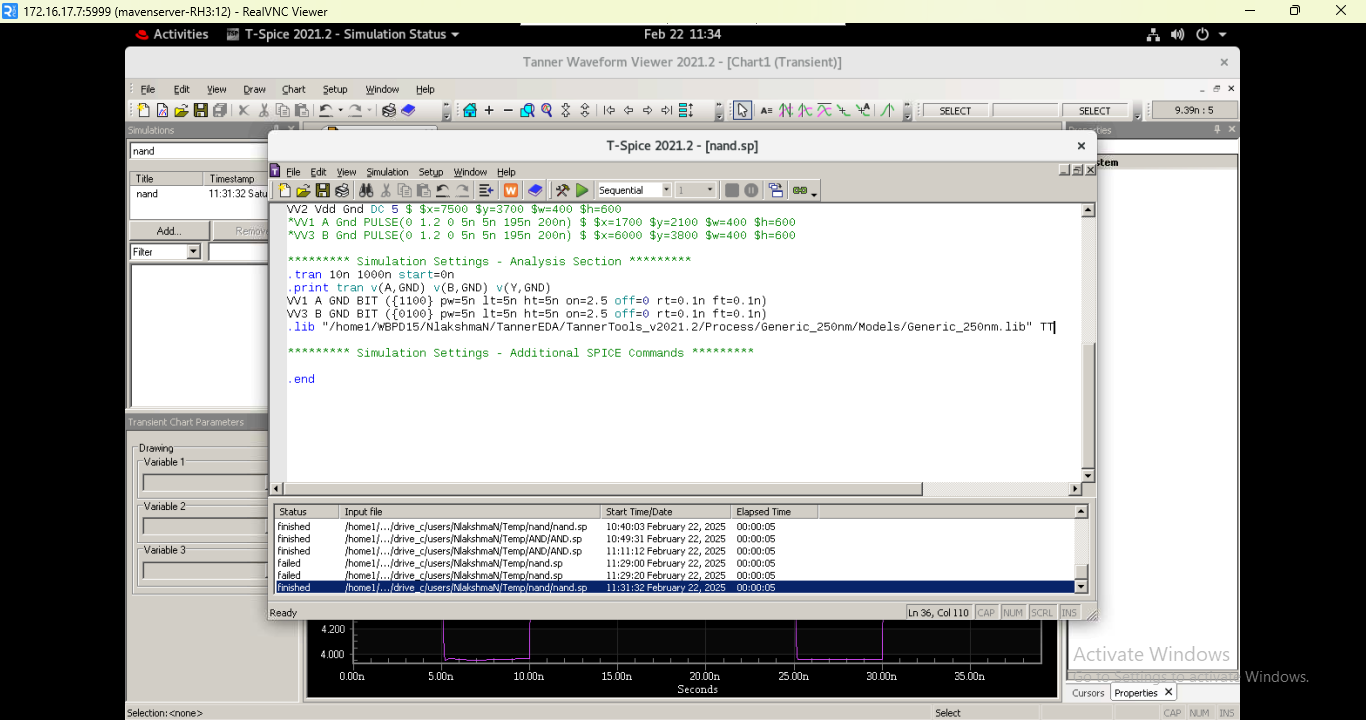 172.16.17.7:5999 (mavenserver-RH3:12) - RealVNC Viewer
Activities T-Spice 2021.2 - Simulation Status Feb 22 11:34
Tanner Waveform Viewer 2021.2 - [Chart1 (Transient)]
File Edit View Draw Chart Setup Window Help
SELECT SELECT 9.39n : 5
Simulations
nand
Title Timestamp
nand 11:31:32 Satu
Add... Remove
Filter
Transient Chart Parameters
Drawing
Variable 1
Variable 2
Variable 3
T-Spice 2021.2 - [nand.sp]
File Edit View Simulation Setup Window Help
Sequential 1
VV2 Vdd Gnd DC 5 $ $x=7500 $y=3700 $w=400 $h=600
*VV1 A Gnd PULSE(0 1.2 0 5n 5n 195n 200n) $ $x=1700 $y=2100 $w=400 $h=600
*VV3 B Gnd PULSE(0 1.2 0 5n 5n 195n 200n) $ $x=6000 $y=3800 $w=400 $h=600
********* Simulation Settings - Analysis Section *********
.tran 10n 1000n start=0n
.print tran v(A,GND) v(B,GND) v(Y,GND)
VV1 A GND BIT ({1100} pw=5n lt=5n ht=5n on=2.5 off=0 rt=0.1n ft=0.1n)
VV3 B GND BIT ({0100} pw=5n lt=5n ht=5n on=2.5 off=0 rt=0.1n ft=0.1n)
.lib "/home1/WBPD15/NlakshmaN/TannerEDA/TannerTools_v2021.2/Process/Generic_250nm/Models/Generic_250nm.lib" TT
********* Simulation Settings - Additional SPICE Commands *********
.end
Status Input file Start Time/Date Elapsed Time
finished /home1/.../drive_c/users/NlakshmaN/Temp/nand/nand.sp 10:40:03 February 22, 2025 00:00:05
finished /home1/.../drive_c/users/NlakshmaN/Temp/AND/AND.sp 10:49:31 February 22, 2025 00:00:05
finished /home1/.../drive_c/users/NlakshmaN/Temp/AND/AND.sp 11:11:12 February 22, 2025 00:00:05
failed /home1/.../drive_c/users/NlakshmaN/Temp/nand.sp 11:29:00 February 22, 2025 00:00:05
failed /home1/.../drive_c/users/NlakshmaN/Temp/nand.sp 11:29:20 February 22, 2025 00:00:05
finished /home1/.../drive_c/users/NlakshmaN/Temp/nand/nand.sp 11:31:32 February 22, 2025 00:00:05
Ready Ln 36, Col 110 CAP NUM SCRL INS
4.200
4.000
0.00n 5.00n 10.00n 15.00n 20.00n 25.00n 30.00n 35.00n
Seconds
Activate Windows
Go to Settings to activate Windows.
Cursors Properties
Selection: <none> Select CAP NUM INS